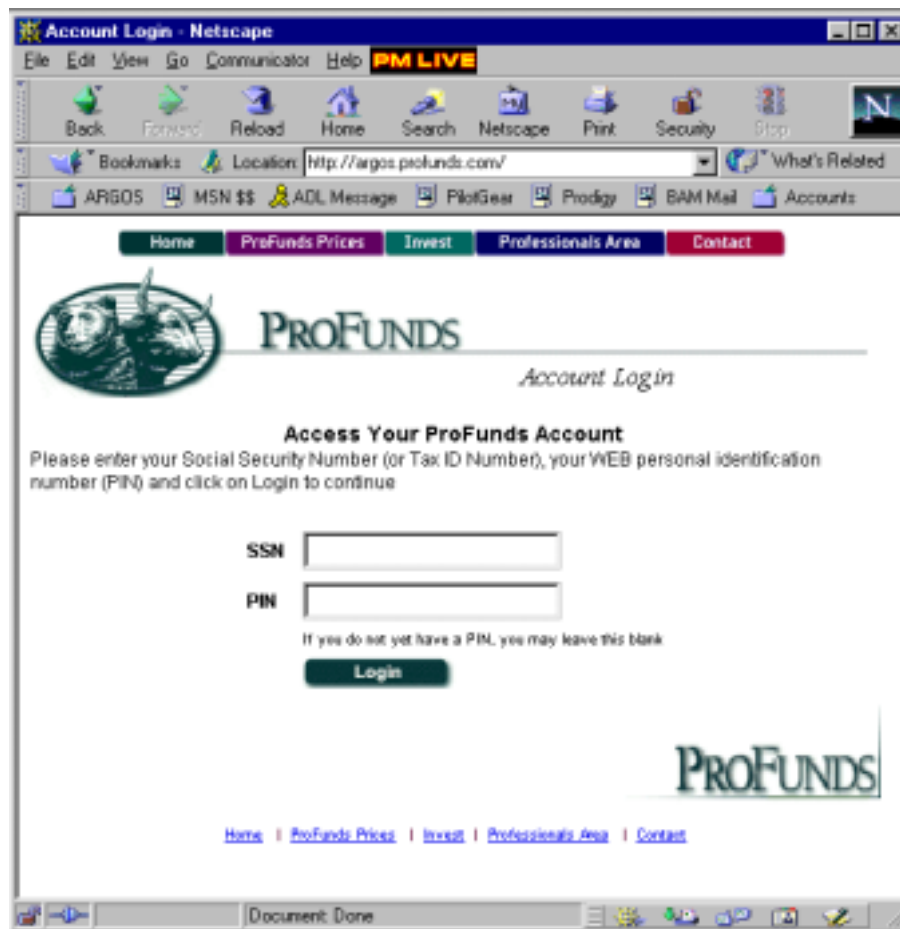 Account Login - Netscape
File Edit View Go Communicator Help PM LIVE
Back Forward Reload Home Search Netscape Print Security Stop
N
Bookmarks Location: http://argos.profunds.com/ What's Related
ARGOS MSN $$ AOL Message PilotGear Prodigy BAM Mail Accounts
Home ProFunds Prices Invest Professionals Area Contact
PROFUNDS
Account Login
Access Your ProFunds Account
Please enter your Social Security Number (or Tax ID Number), your WEB personal identification
number (PIN) and click on Login to continue
SSN
PIN
If you do not yet have a PIN, you may leave this blank
Login
PROFUNDS
Home | ProFunds Prices | Invest | Professionals Area | Contact
Document: Done